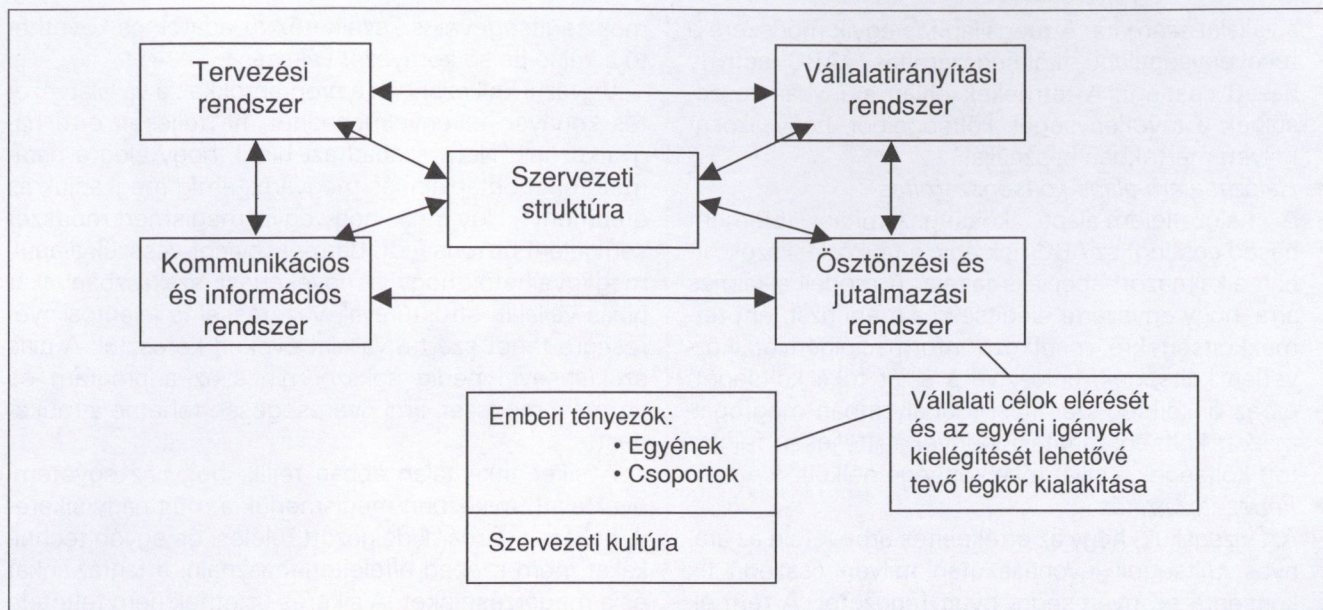 Tervezési
rendszer
Vállalatirányítási
rendszer
Szervezeti
struktúra
Kommunikációs
és információs
rendszer
Ösztönzési és
jutalmazási
rendszer
Emberi tényezők:
• Egyének
• Csoportok
Szervezeti kultúra
Vállalati célok elérését
és az egyéni igények
kielégítését lehetővé
tevő légkör kialakítása